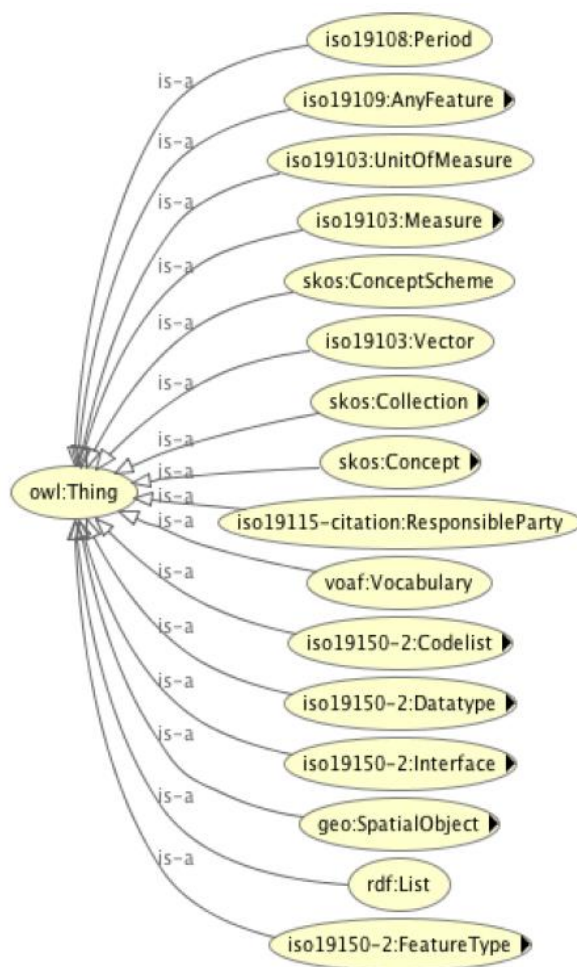 iso19108:Period
is-a
iso19109:AnyFeature
is-a
iso19103:UnitOfMeasure
is-a
iso19103:Measure
is-a
skos:ConceptScheme
is-a
iso19103:Vector
is-a
skos:Collection
is-a
skos:Concept
is-a
owl:Thing
is-a
iso19115-citation:ResponsibleParty
is-a
voaf:Vocabulary
is-a
iso19150-2:Codelist
is-a
iso19150-2:Datatype
is-a
iso19150-2:Interface
is-a
geo:SpatialObject
is-a
rdf:List
is-a
iso19150-2:FeatureType